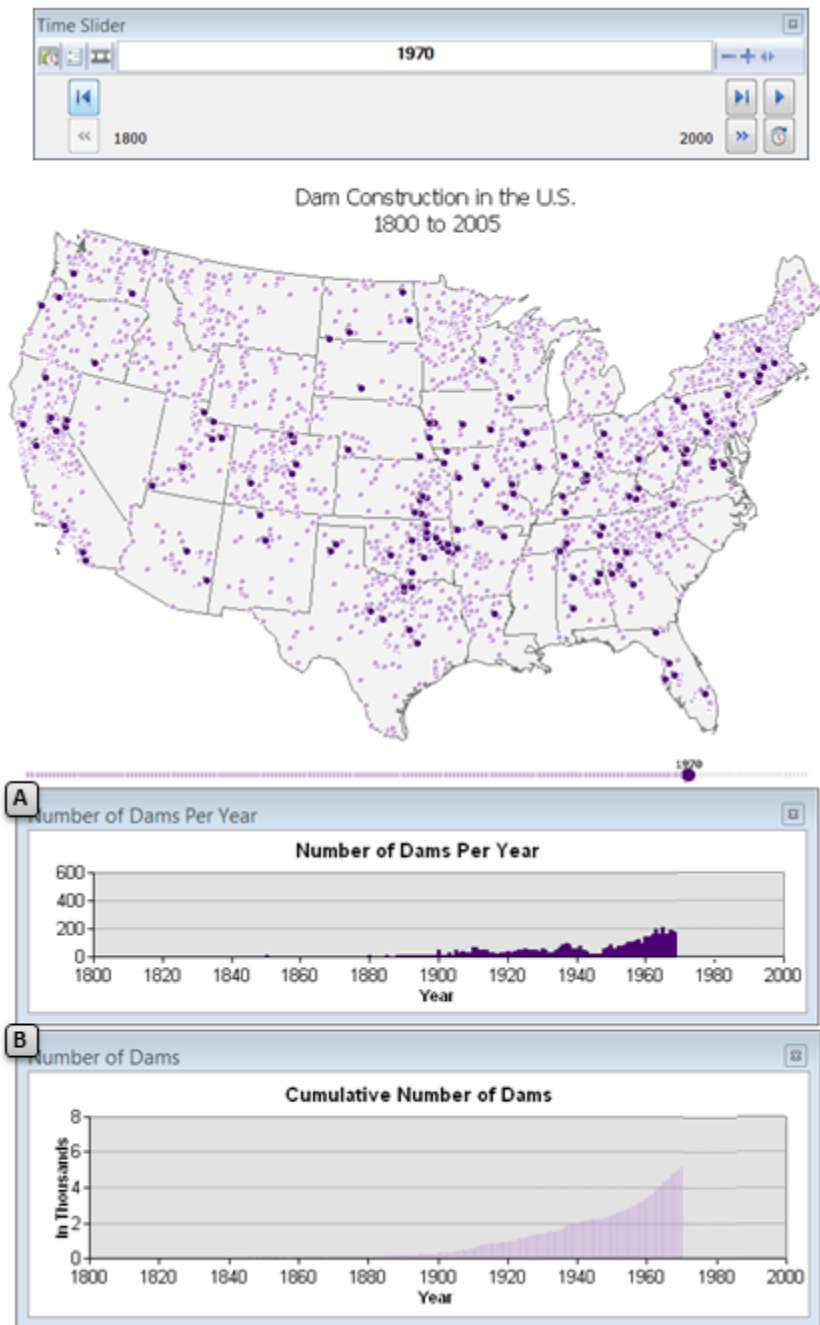 Time Slider
1970
1800 2000
Dam Construction in the U.S.
1800 to 2005
1970
A
Number of Dams Per Year
Number of Dams Per Year
600
400
200
0
1800 1820 1840 1860 1880 1900 1920 1940 1960 1980 2000
Year
B
Number of Dams
Cumulative Number of Dams
In Thousands
8
6
4
2
0
1800 1820 1840 1860 1880 1900 1920 1940 1960 1980 2000
Year